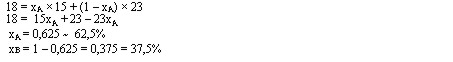 18 = xA × 15 + (1 – xA) × 23
18 = 15xA + 23 – 23xA
xA = 0,625 ~ 62,5%
xB = 1 – 0,625 = 0,375 = 37,5%